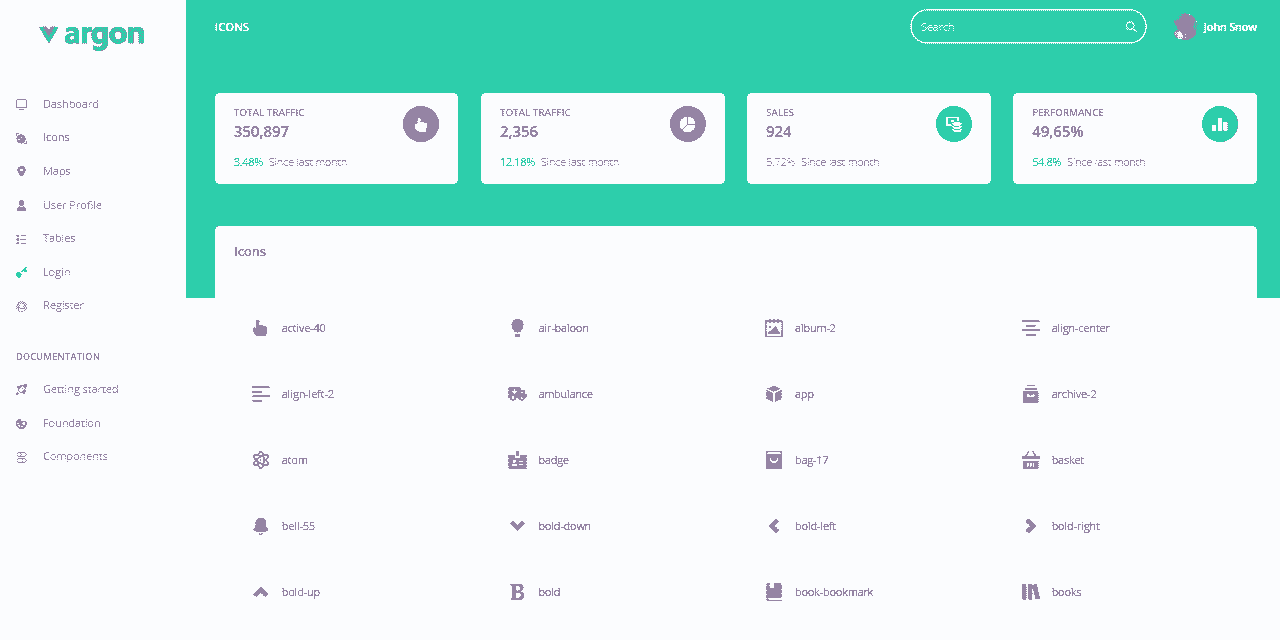 argon
ICONS
Search
John Snow
Dashboard
Icons
Maps
User Profile
Tables
Login
Register
DOCUMENTATION
Getting started
Foundation
Components
TOTAL TRAFFIC
350,897
3.48% Since last month
TOTAL TRAFFIC
2,356
12.18% Since last month
SALES
924
5.72% Since last month
PERFORMANCE
49,65%
54.8% Since last month
Icons
active-40
air-baloon
album-2
align-center
align-left-2
ambulance
app
archive-2
atom
badge
bag-17
basket
bell-55
bold-down
bold-left
bold-right
bold-up
bold
book-bookmark
books